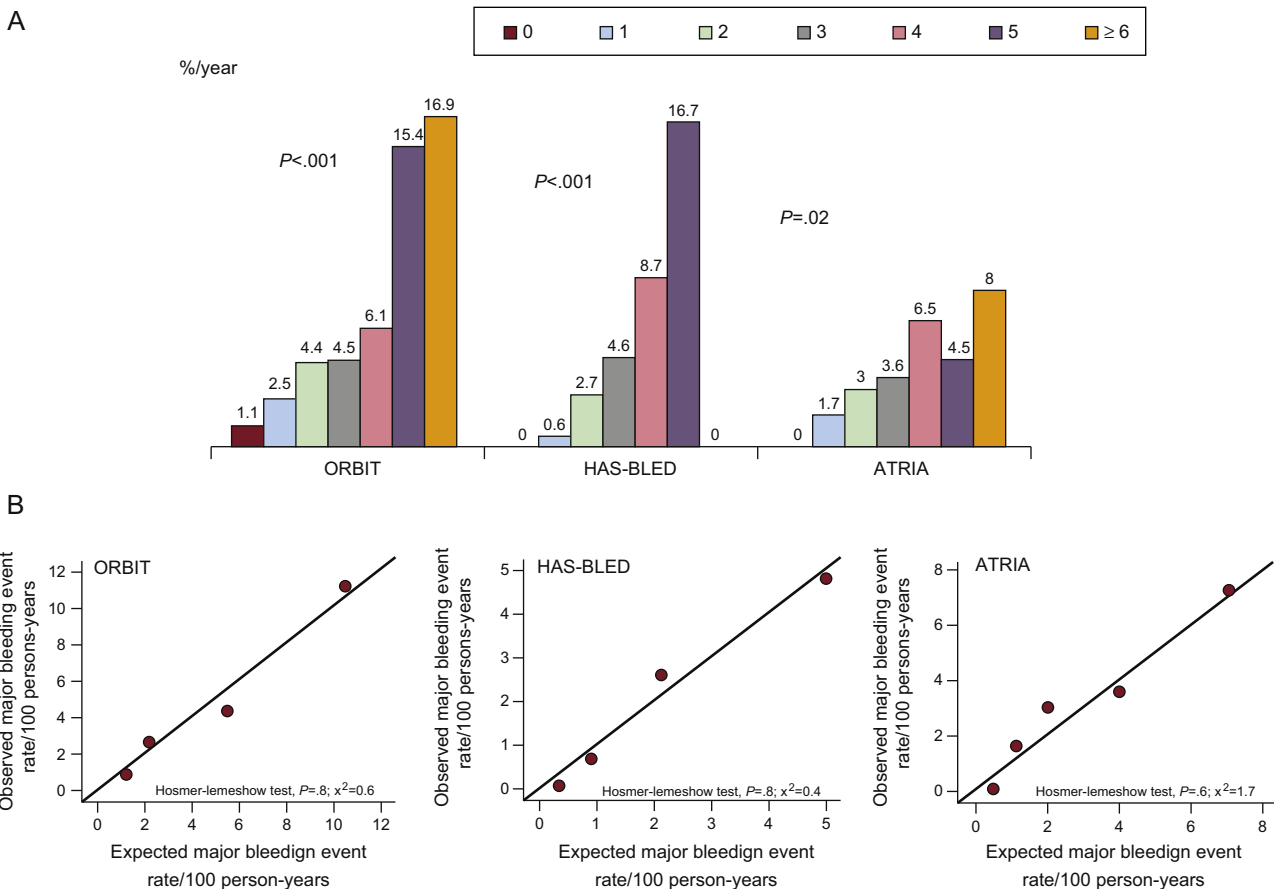 A
0 1 2 3 4 5 ≥ 6
%/year
P<.001
1.1 2.5 4.4 4.5 6.1 15.4 16.9
P<.001
0 0.6 2.7 4.6 8.7 16.7 0
P=.02
0 1.7 3 3.6 6.5 4.5 8
ORBIT HAS-BLED ATRIA
B
Observed major bleeding event
rate/100 persons-years
ORBIT
12
10
8
6
4
2
0
Hosmer-lemeshow test, P=.8; x²=0.6
0 2 4 6 8 10 12
Expected major bleedign event
rate/100 person-years
Observed major bleeding event
rate/100 persons-years
HAS-BLED
5
4
3
2
1
0
Hosmer-lemeshow test, P=.8; x²=0.4
0 1 2 3 4 5
Expected major bleedign event
rate/100 person-years
Observed major bleeding event
rate/100 persons-years
ATRIA
8
6
4
2
0
Hosmer-lemeshow test, P=.6; x²=1.7
0 2 4 6 8
Expected major bleedign event
rate/100 person-years